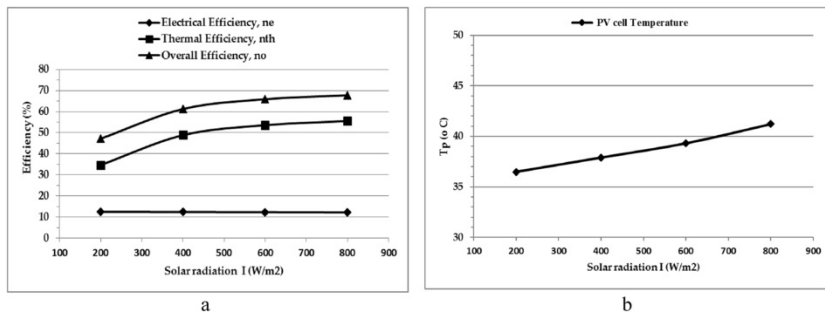 Electrical Efficiency, ne
Thermal Efficiency, nth
Overall Efficiency, no
80
70
60
50
40
30
20
10
0
Efficiency (%)
100 200 300 400 500 600 700 800 900
Solar radiation I (W/m2)
a
PV cell Temperature
50
45
40
35
30
Tp (o C)
100 200 300 400 500 600 700 800 900
Solar radiation I (W/m2)
b